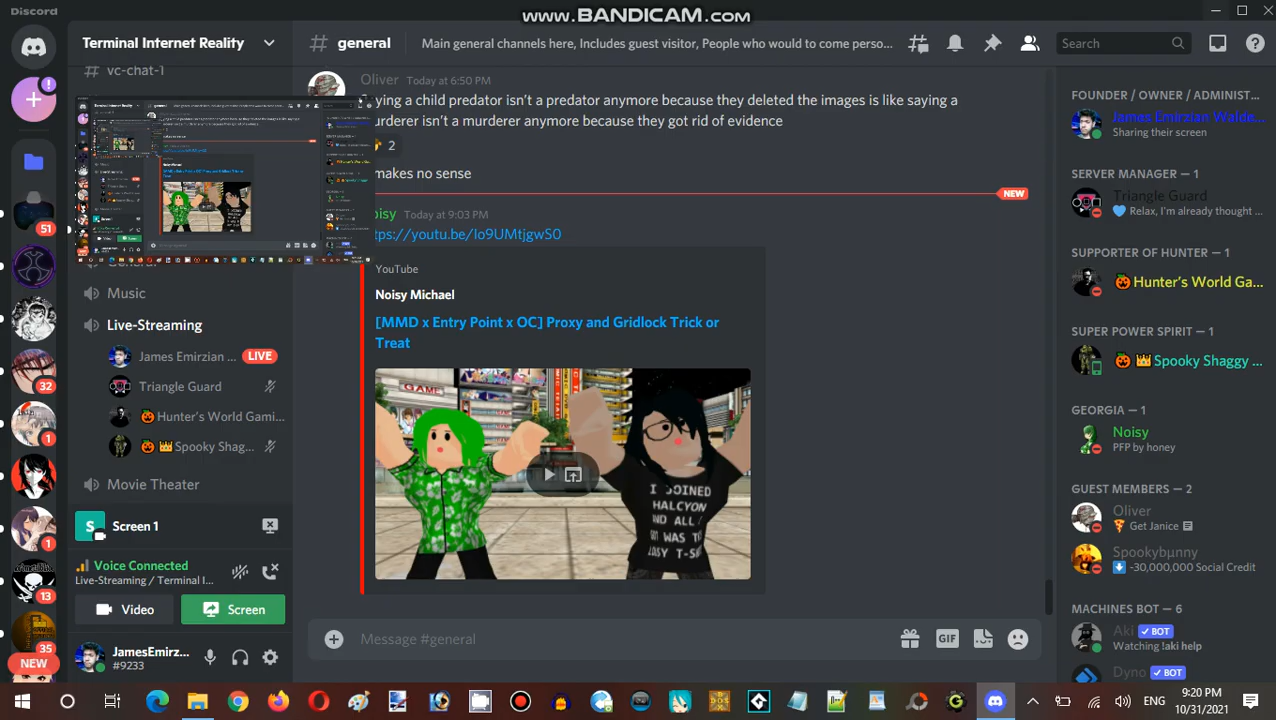 Discord
www.BANDICAM.com
Terminal Internet Reality
general
Main general channels here, Includes guest visitor, People who would to come perso...
Search
vc-chat-1
Oliver Today at 6:50 PM
ying a child predator isn't a predator anymore because they deleted the images is like saying a
urderer isn't a murderer anymore because they got rid of evidence
2
makes no sense
NEW
oisy Today at 9:03 PM
ps://youtu.be/Io9UMtjgwS0
YouTube
Noisy Michael
[MMD x Entry Point x OC] Proxy and Gridlock Trick or
Treat
GAME
I JOINED
HALCYON
ND ALL
OT WAS TO
OUSY T-S
Message #general
GIF
Music
Live-Streaming
James Emirzian ...
LIVE
Triangle Guard
Hunter's World Gami...
Spooky Shag...
Movie Theater
S
Screen 1
Voice Connected
Live-Streaming / Terminal I...
Video
Screen
JamesEmirz...
#9233
51
32
1
1
13
35
NEW
FOUNDER / OWNER / ADMINIST...
James Emirzian Walde...
Sharing their screen
SERVER MANAGER — 1
Triangle Guard
Relax, I'm already thought ...
SUPPORTER OF HUNTER — 1
Hunter's World Ga...
SUPER POWER SPIRIT — 1
Spooky Shaggy ...
GEORGIA — 1
Noisy
PFP by honey
GUEST MEMBERS — 2
Oliver
Get Janice
Spookybµnny
-30,000,000 Social Credit
MACHINES BOT — 6
Aki BOT
Watching !aki help
Dyno BOT
ENG
9:20 PM
10/31/2021